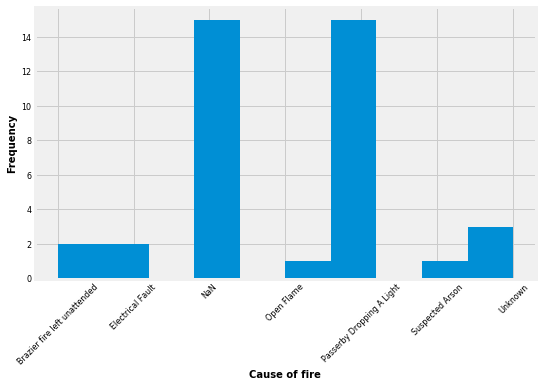 14
12
10
8
6
4
2
0
Frequency
Brazier fire left unattended
Electrical Fault
NaN
Open Flame
Passerby Dropping A Light
Suspected Arson
Unknown
Cause of fire